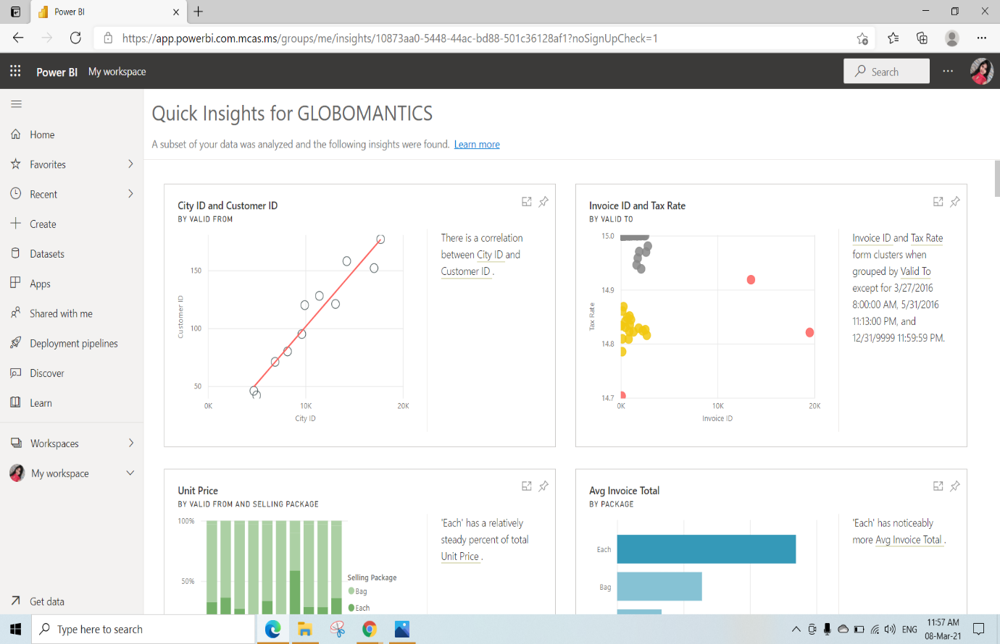 Power BI
https://app.powerbi.com.mcas.ms/groups/me/insights/10873aa0-5448-44ac-bd88-501c36128af1?noSignUpCheck=1
Power BI My workspace
Search
Home
Favorites
Recent
Create
Datasets
Apps
Shared with me
Deployment pipelines
Discover
Learn
Workspaces
My workspace
Get data
Quick Insights for GLOBOMANTICS
A subset of your data was analyzed and the following insights were found. Learn more
City ID and Customer ID
BY VALID FROM
150
100
50
Customer ID
0K 10K 20K
City ID
There is a correlation
between City ID and
Customer ID .
Invoice ID and Tax Rate
BY VALID TO
15.0
14.9
14.8
14.7
Tax Rate
0K 10K 20K
Invoice ID
Invoice ID and Tax Rate
form clusters when
grouped by Valid To
except for 3/27/2016
8:00:00 AM, 5/31/2016
11:13:00 PM, and
12/31/9999 11:59:59 PM.
Unit Price
BY VALID FROM AND SELLING PACKAGE
100%
50%
Selling Package
Bag
Each
'Each' has a relatively
steady percent of total
Unit Price .
Avg Invoice Total
BY PACKAGE
Each
Bag
'Each' has noticeably
more Avg Invoice Total .
Type here to search
ENG
11:57 AM
08-Mar-21